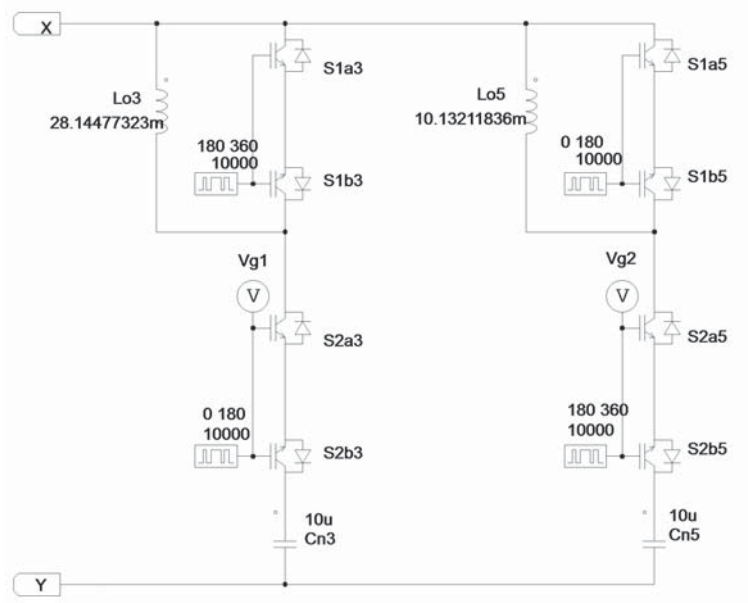 X
S1a3
S1a5
Lo3
28.14477323m
Lo5
10.13211836m
180 360
10000
S1b3
0 180
10000
S1b5
Vg1
V
Vg2
V
S2a3
S2a5
0 180
10000
S2b3
180 360
10000
S2b5
10u
Cn3
10u
Cn5
Y